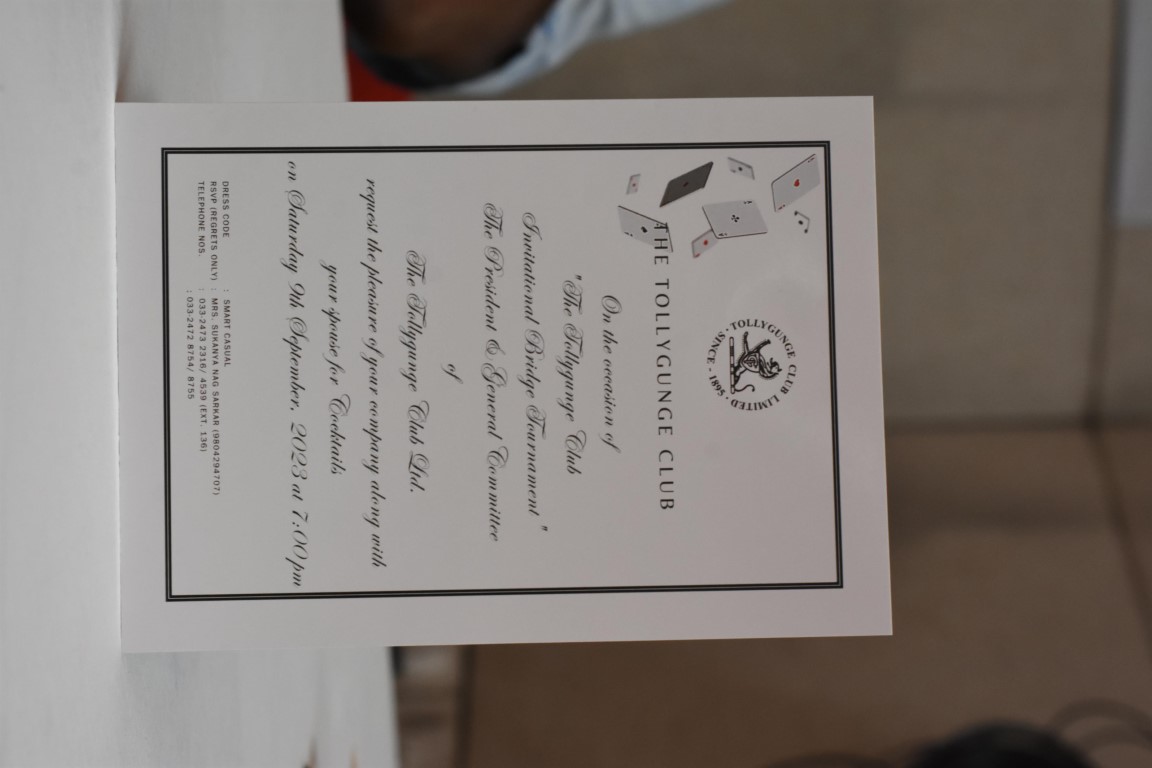 TOLLYGUNGE CLUB LIMITED · SINCE - 1895 ·
THE TOLLYGUNGE CLUB
On the occasion of
"The Tollygunge Club
Invitational Bridge Tournament"
The President & General Committee
of
The Tollygunge Club Ltd.
request the pleasure of your company along with
your spouse for Cocktails
on Saturday 9th September, 2023 at 7:00pm
DRESS CODE : SMART CASUAL
RSVP (REGRETS ONLY) : MRS. SUKANYA NAG SARKAR (9804294707)
TELEPHONE NOS. : 033-2473 2316/ 4539 (EXT. 136)
: 033-2472 8754/ 8755